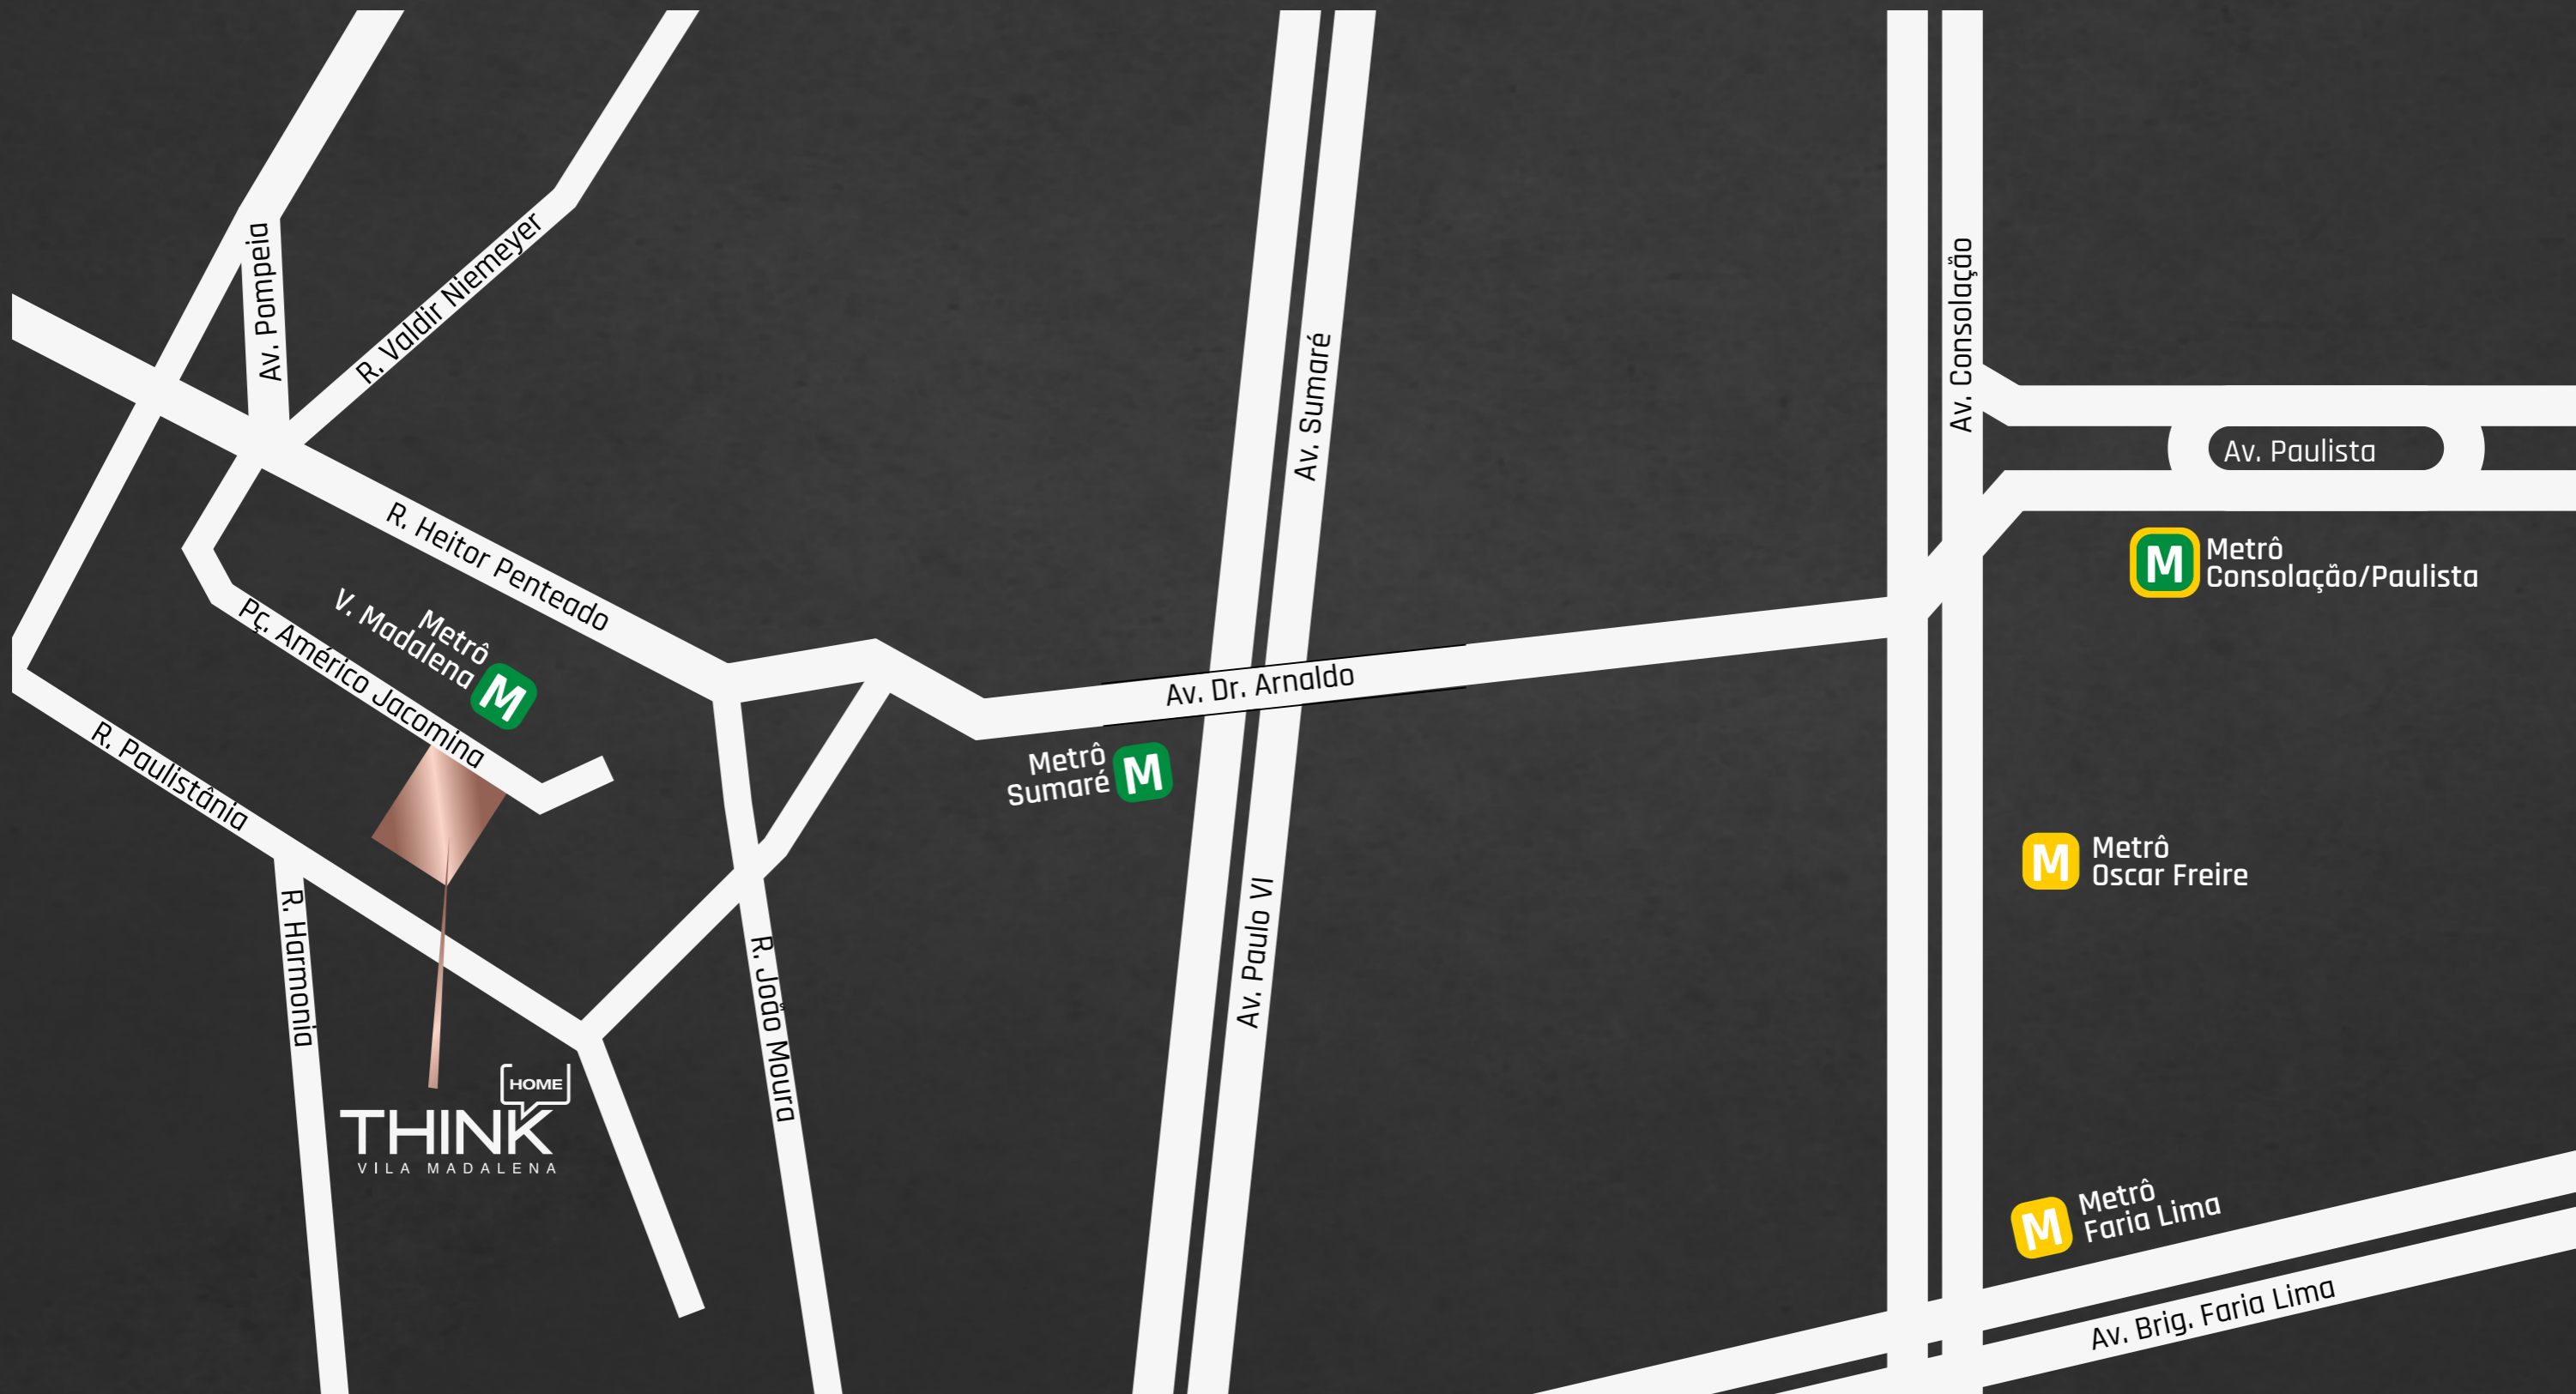 Av. Pompeia
R. Valdir Niemeyer
R. Heitor Penteado
Metrô
V. Madalena
M
Pç. Américo Jacomina
R. Paulistânia
R. Harmonia
HOME
THINK
VILA MADALENA
R. João Moura
Av. Sumaré
Av. Dr. Arnaldo
Metrô
Sumaré
M
Av. Paulo VI
Av. Consolação
Av. Paulista
M
Metrô
Consolação/Paulista
M
Metrô
Oscar Freire
M
Metrô
Faria Lima
Av. Brig. Faria Lima